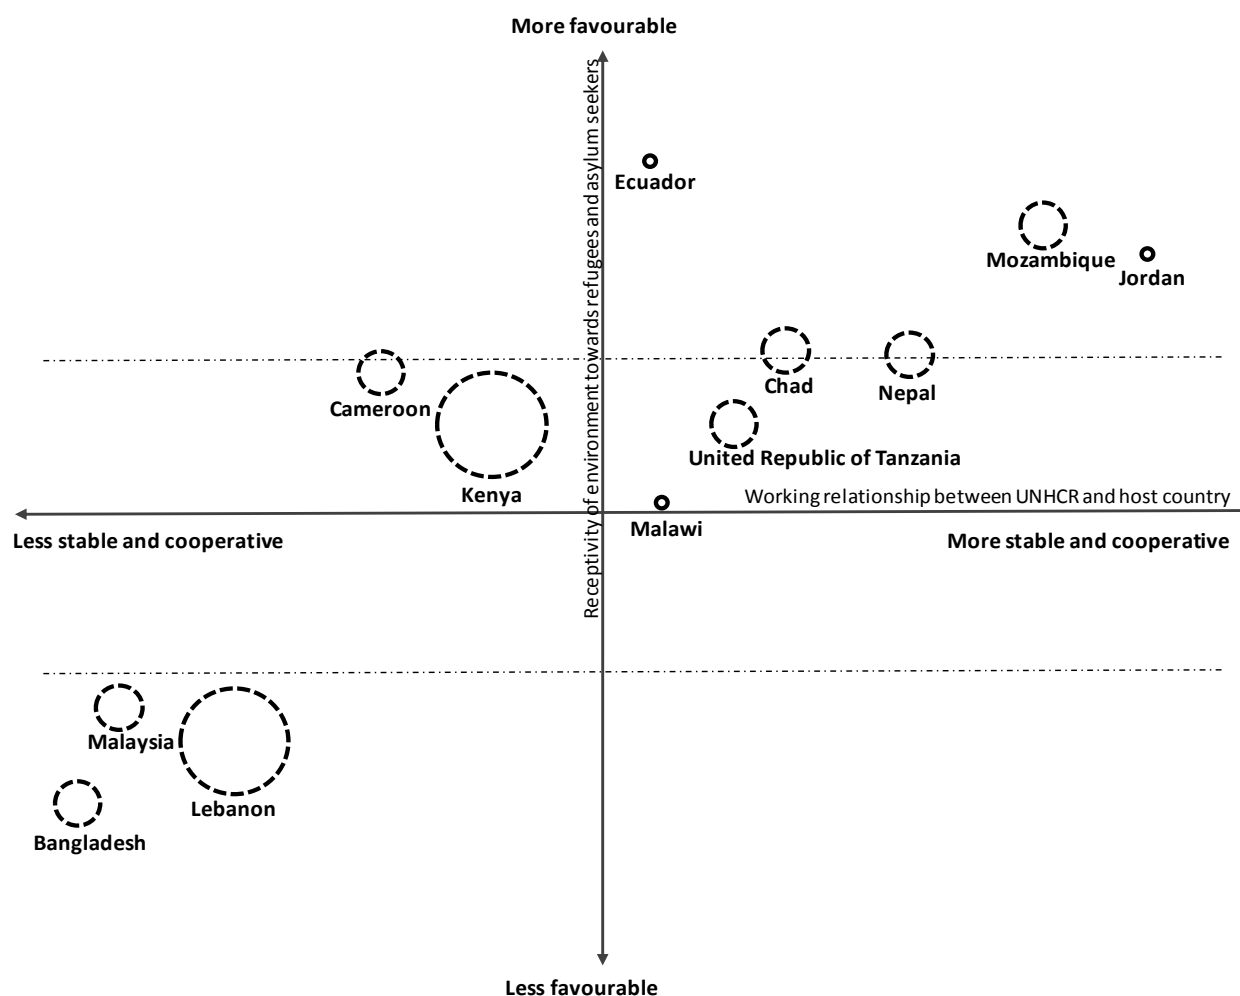 More favourable
Receptivity of environment towards refugees and asylum seekers
Ecuador
Mozambique
Jordan
Chad
Nepal
Cameroon
United Republic of Tanzania
Kenya
Working relationship between UNHCR and host country
Malawi
Less stable and cooperative
More stable and cooperative
Malaysia
Lebanon
Bangladesh
Less favourable